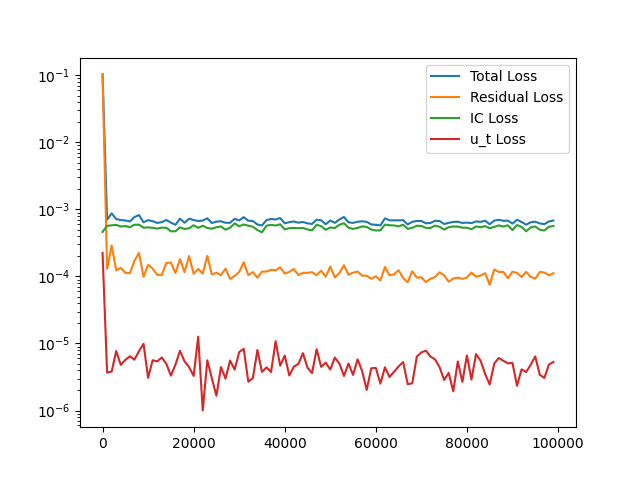 Total Loss
Residual Loss
IC Loss
u_t Loss
10^{-1}
10^{-2}
10^{-3}
10^{-4}
10^{-5}
10^{-6}
0 20000 40000 60000 80000 100000